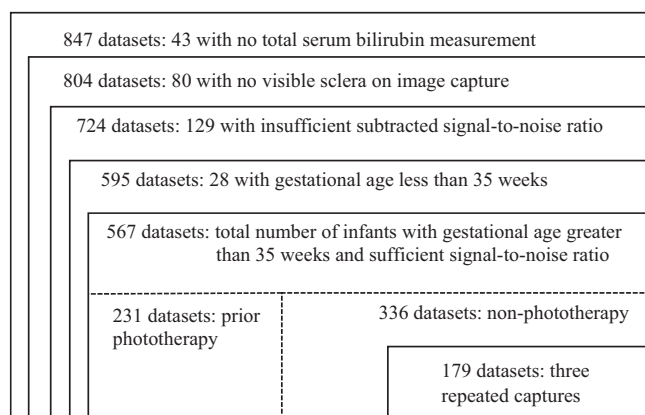 847 datasets: 43 with no total serum bilirubin measurement
804 datasets: 80 with no visible sclera on image capture
724 datasets: 129 with insufficient subtracted signal-to-noise ratio
595 datasets: 28 with gestational age less than 35 weeks
567 datasets: total number of infants with gestational age greater
than 35 weeks and sufficient signal-to-noise ratio
231 datasets: prior
phototherapy
336 datasets: non-phototherapy
179 datasets: three
repeated captures